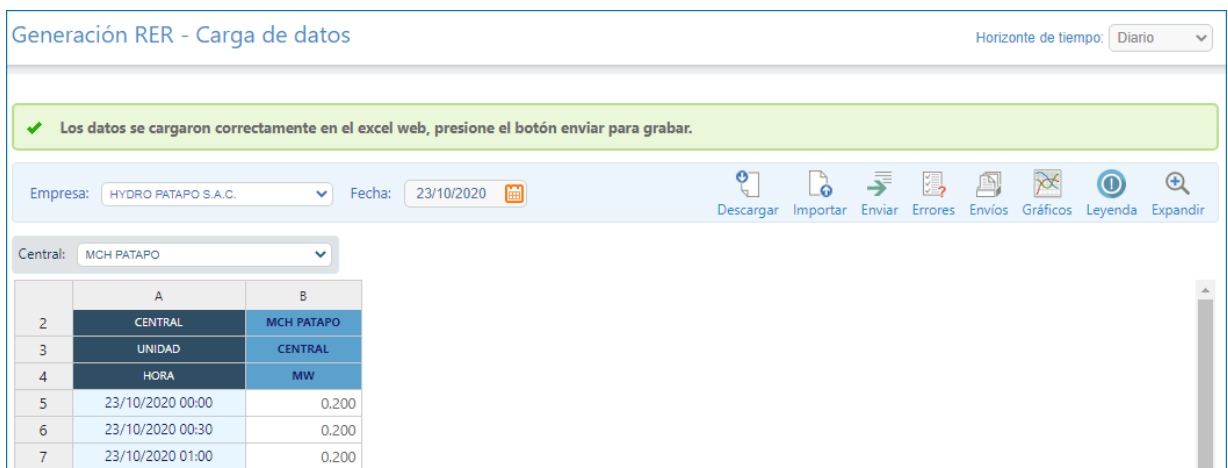 Generación RER - Carga de datos
Horizonte de tiempo: Diario
Los datos se cargaron correctamente en el excel web, presione el botón enviar para grabar.
Empresa: HYDRO PATAPO S.A.C. Fecha: 23/10/2020
Descargar Importar Enviar Errores Envíos Gráficos Leyenda Expandir
Central: MCH PATAPO
A B
2 CENTRAL MCH PATAPO
3 UNIDAD CENTRAL
4 HORA MW
5 23/10/2020 00:00 0.200
6 23/10/2020 00:30 0.200
7 23/10/2020 01:00 0.200